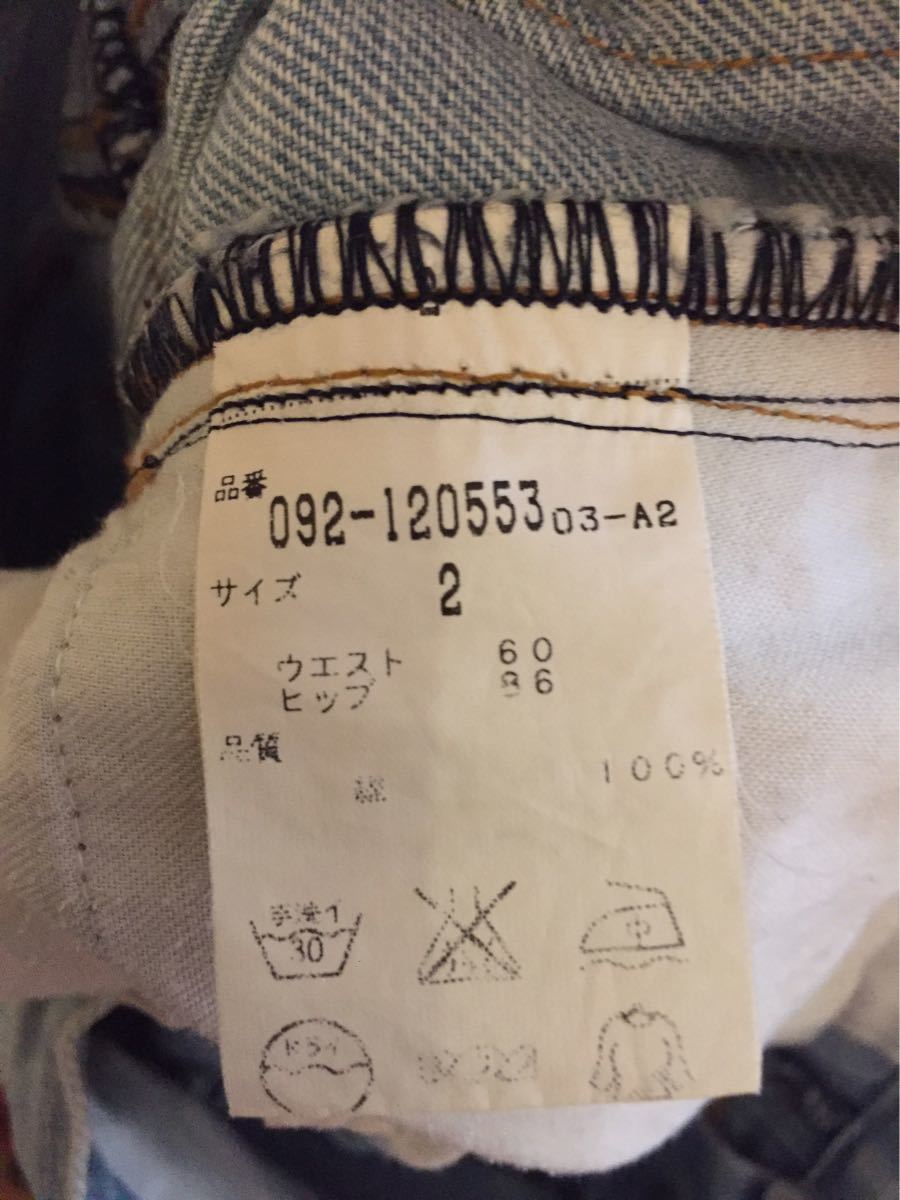 品番 092-120553 03-A2
サイズ 2
ウエスト 60
ヒップ 86
品質
綿 100%
手洗イ
30
中
ドライ